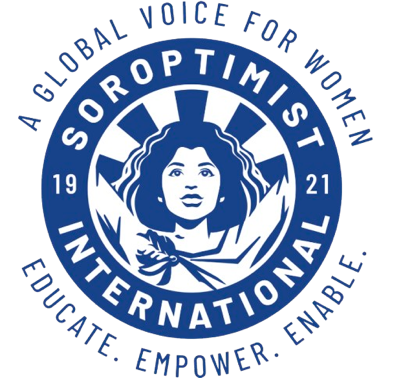 A GLOBAL VOICE FOR WOMEN
SOROPTIMIST
19 21
INTERNATIONAL
EDUCATE. EMPOWER. ENABLE.